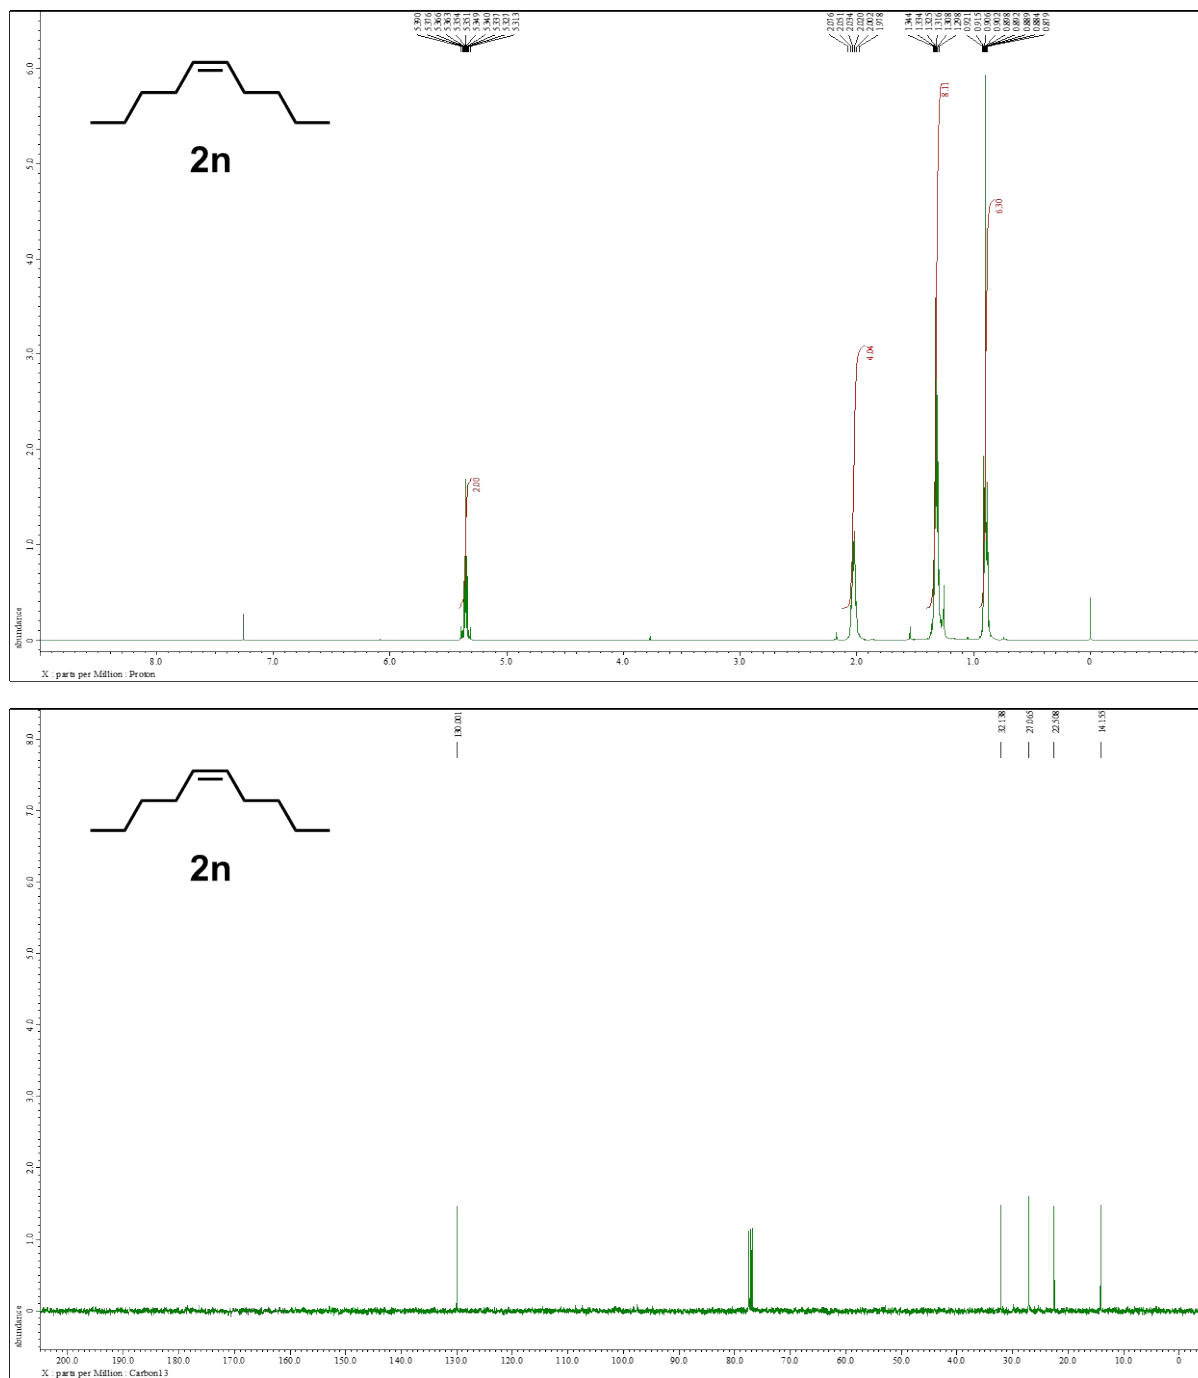 5.390 5.376 5.366 5.363 5.354 5.351 5.349 5.340 5.337 5.327 5.313 2.076 2.051 2.034 2.020 2.002 1.978 1.344 1.334 1.325 1.316 1.308 1.298 0.921 0.915 0.906 0.902 0.898 0.892 0.889 0.884 0.879
2n
2.00
4.04
8.11
6.30
abundance
0 1.0 2.0 3.0 4.0 5.0 6.0
8.0 7.0 6.0 5.0 4.0 3.0 2.0 1.0 0
X : parts per Million : Proton
130.001 32.138 27.065 22.508 14.155
2n
abundance
0 1.0 2.0 3.0 4.0 5.0 6.0 7.0 8.0
200.0 190.0 180.0 170.0 160.0 150.0 140.0 130.0 120.0 110.0 100.0 90.0 80.0 70.0 60.0 50.0 40.0 30.0 20.0 10.0 0
X : parts per Million : Carbon13